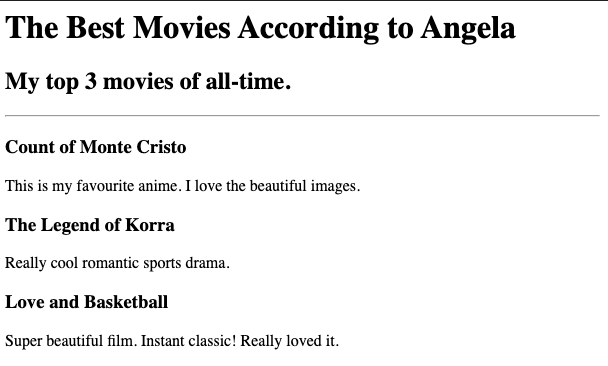 The Best Movies According to Angela
My top 3 movies of all-time.
Count of Monte Cristo
This is my favourite anime. I love the beautiful images.
The Legend of Korra
Really cool romantic sports drama.
Love and Basketball
Super beautiful film. Instant classic! Really loved it.